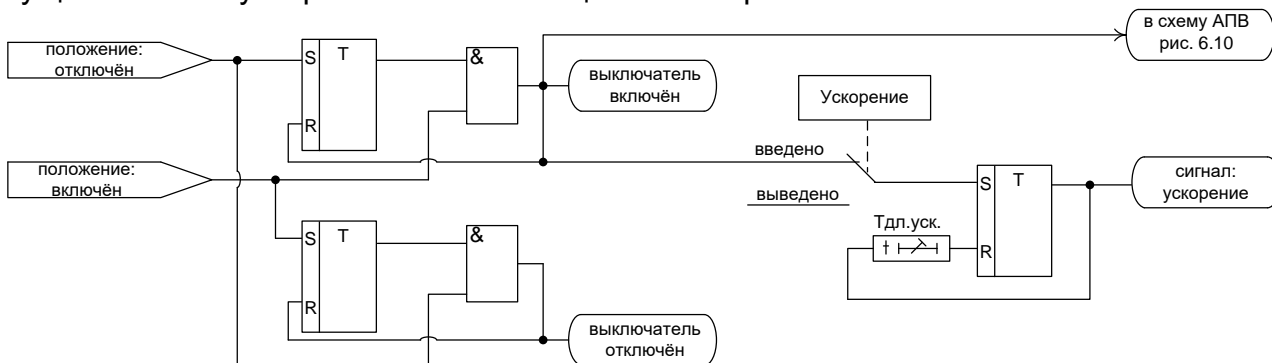 в схему АПВ
рис. 6.10
положение:
отключён
S T
&
выключатель
включён
Ускорение
R
положение:
включён
введено
выведено
S T
сигнал:
ускорение
Tдл.уск.
R
S T
&
R
выключатель
отключён